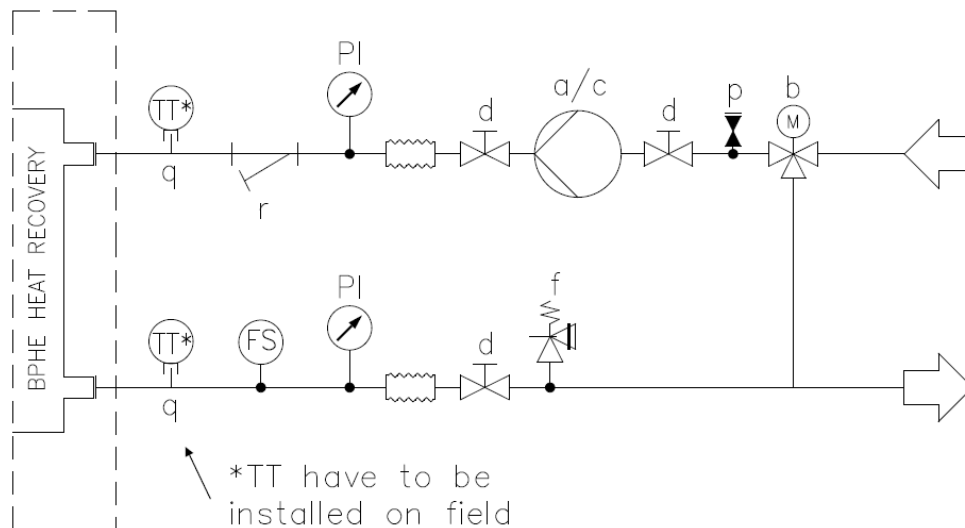 PI
TT*
a/c
b
d
d
p
M
q
r
BPHE HEAT RECOVERY
PI
f
TT*
FS
d
q
*TT have to be
installed on field